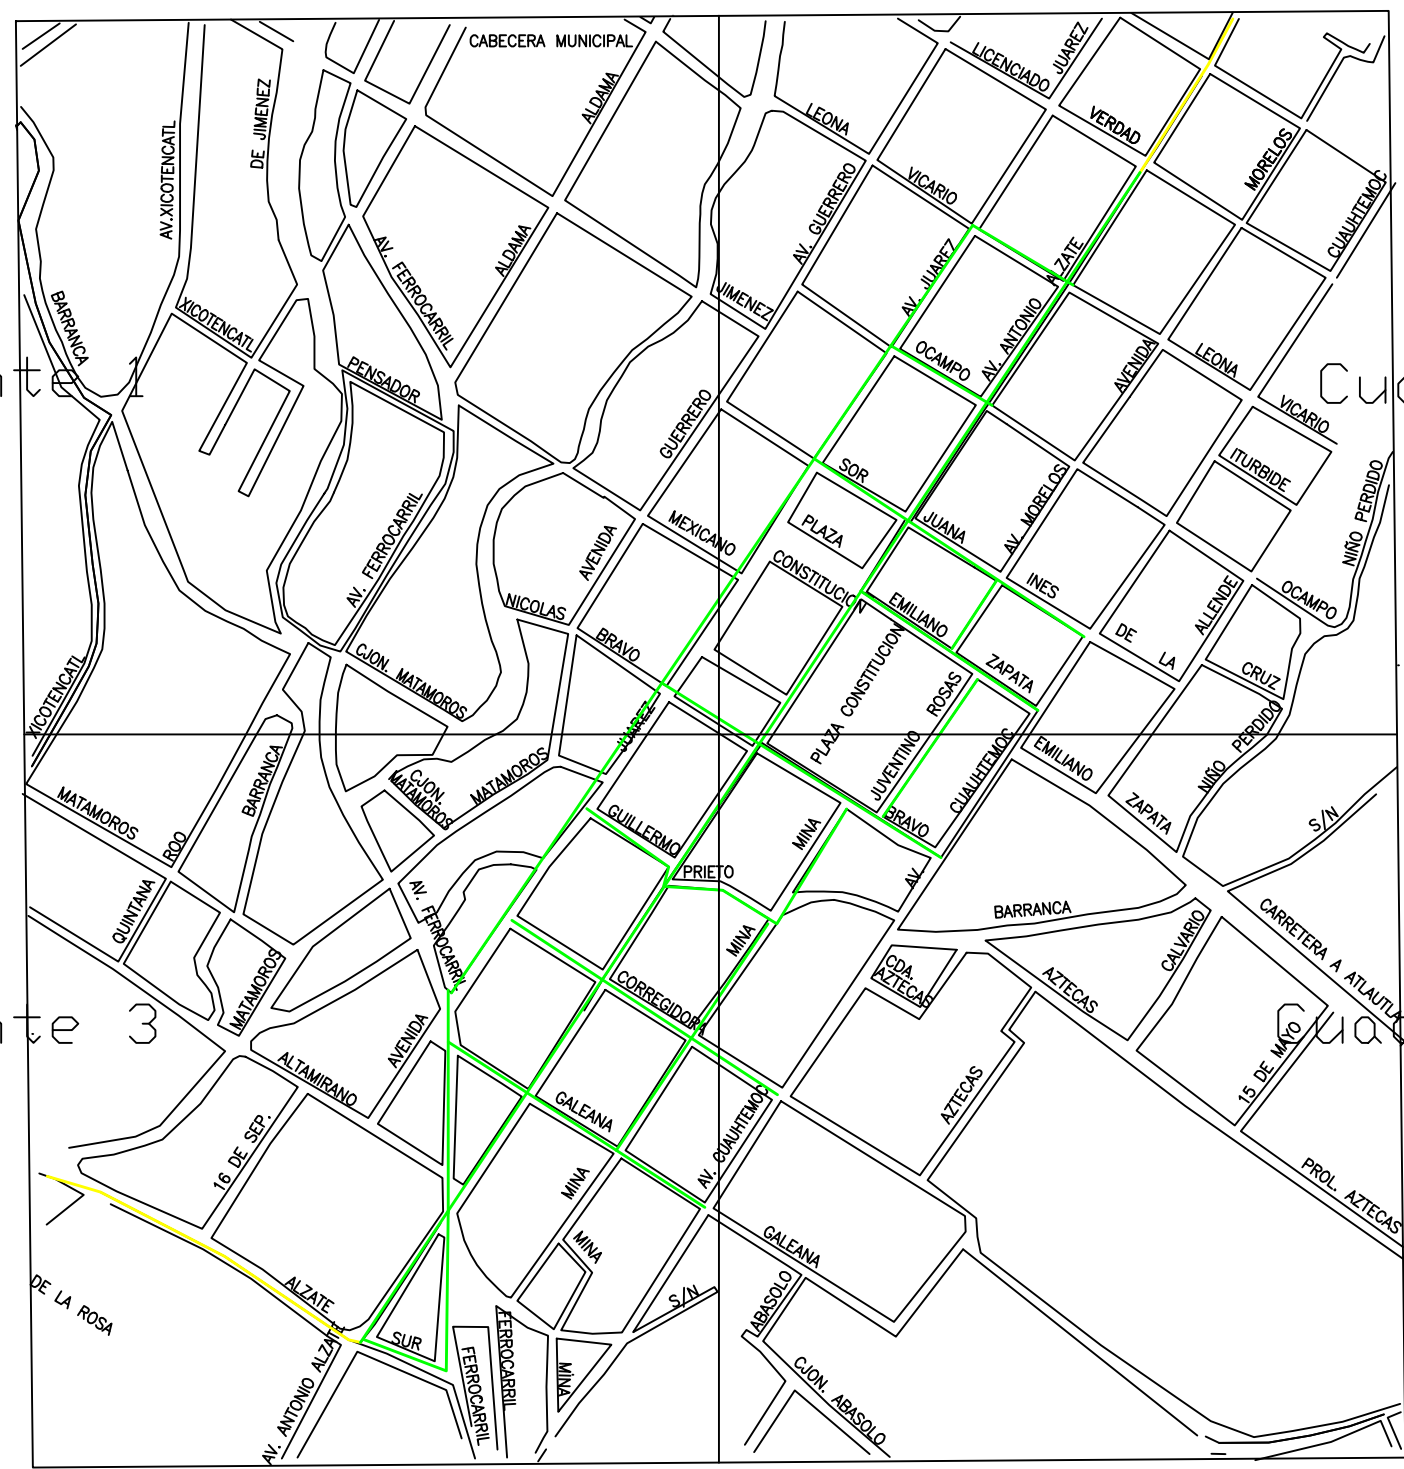 CABECERA MUNICIPAL
LICENCIADO
JUAREZ
VERDAD
MORELOS
CUAUHTEMOC
ALDAMA
LEONA
VICARIO
AV. GUERRERO
DE JIMENEZ
AV.XICOTENCATL
AV. FERROCARRIL
ALDAMA
JIMENEZ
AV. JUAREZ
ALZATE
AV. ANTONIO
BARRANCA
XICOTENCATL
PENSADOR
OCAMPO
AVENIDA
LEONA
VICARIO
nte 1
Cua
GUERRERO
SOR
ITURBIDE
NIÑO PERDIDO
AV. FERROCARRIL
AVENIDA
MEXICANO
PLAZA
CONSTITUCION
JUANA
AV. MORELOS
INES
DE LA
CRUZ
ALLENDE
OCAMPO
NICOLAS
BRAVO
EMILIANO
ZAPATA
PLAZA CONSTITUCION
JUVENTINO ROSAS
CJON. MATAMOROS
XICOTENCATL
JUAREZ
CUAUHTEMOC
AV.
EMILIANO
ZAPATA
NIÑO PERDIDO
BARRANCA
CJON.
MATAMOROS
MATAMOROS
MATAMOROS
QUINTANA ROO
GUILLERMO
PRIETO
MINA
BRAVO
S/N
BARRANCA
CALVARIO
CARRETERA A ATLAUTLA
AV. FERROCARRIL
MATAMOROS
MINA
CORREGIDORA
CDA.
AZTECAS
AZTECAS
nte 3
Cuad
15 DE MAYO
AVENIDA
ALTAMIRANO
16 DE SEP.
GALEANA
AV. CUAUHTEMOC
AZTECAS
PROL. AZTECAS
MINA
MINA
GALEANA
DE LA ROSA
ALZATE
SUR
S/N
ABASOLO
AV. ANTONIO ALZATE
FERROCARRIL
FERROCARRIL
MINA
CJON. ABASOLO